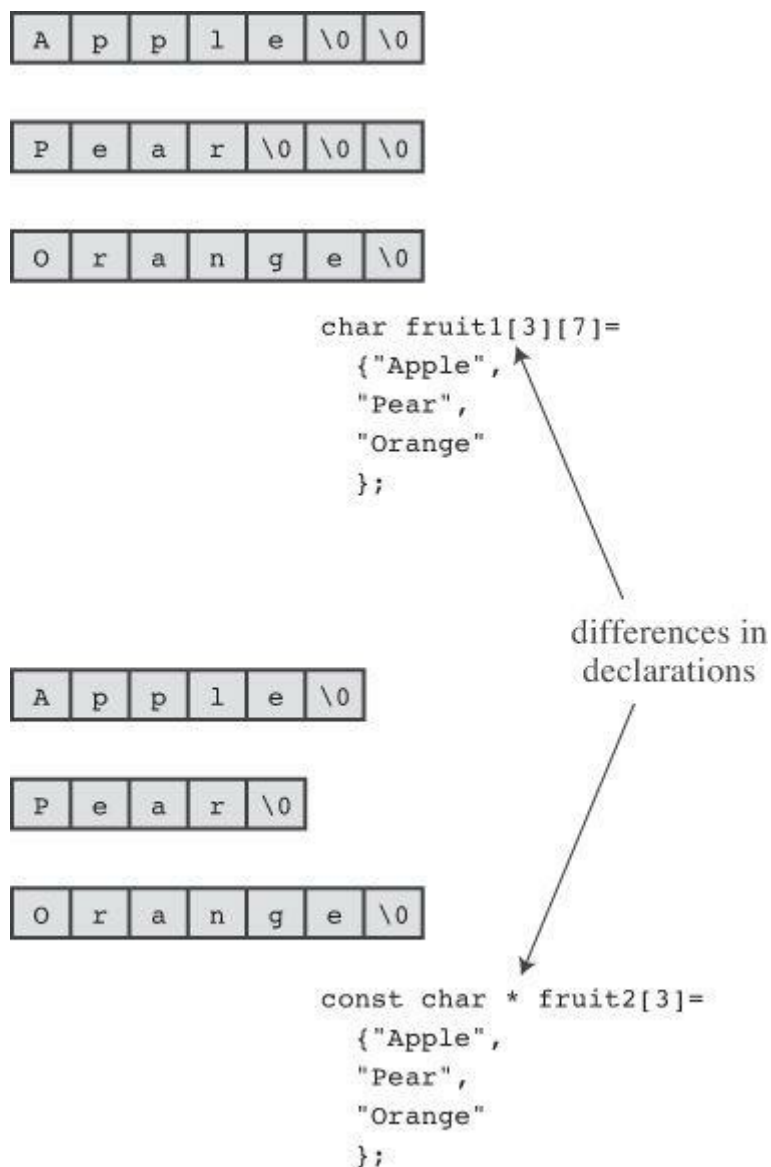 A p p l e \0 \0
P e a r \0 \0 \0
O r a n g e \0
char fruit1[3][7]=
{"Apple",
"Pear",
"Orange"
};
differences in
declarations
A p p l e \0
P e a r \0
O r a n g e \0
const char * fruit2[3]=
{"Apple",
"Pear",
"Orange"
};